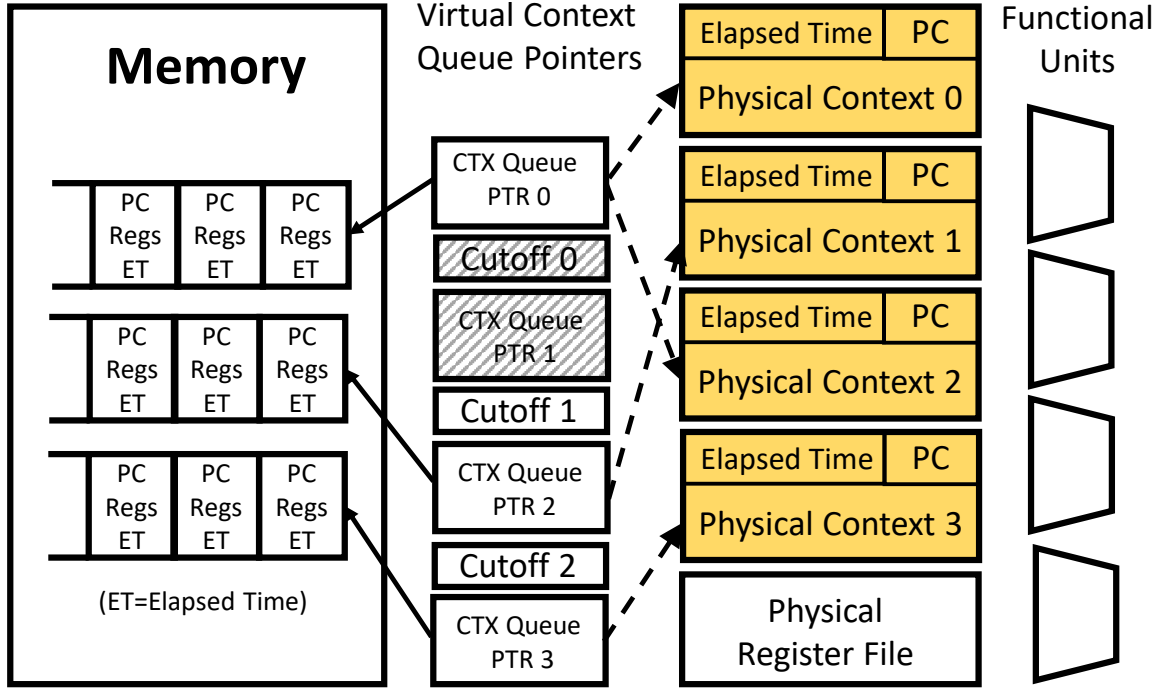 Memory
PC PC PC
Regs Regs Regs
ET ET ET
PC PC PC
Regs Regs Regs
ET ET ET
PC PC PC
Regs Regs Regs
ET ET ET
(ET=Elapsed Time)
Virtual Context
Queue Pointers
CTX Queue
PTR 0
Cutoff 0
CTX Queue
PTR 1
Cutoff 1
CTX Queue
PTR 2
Cutoff 2
CTX Queue
PTR 3
Elapsed Time PC
Physical Context 0
Elapsed Time PC
Physical Context 1
Elapsed Time PC
Physical Context 2
Elapsed Time PC
Physical Context 3
Physical
Register File
Functional
Units